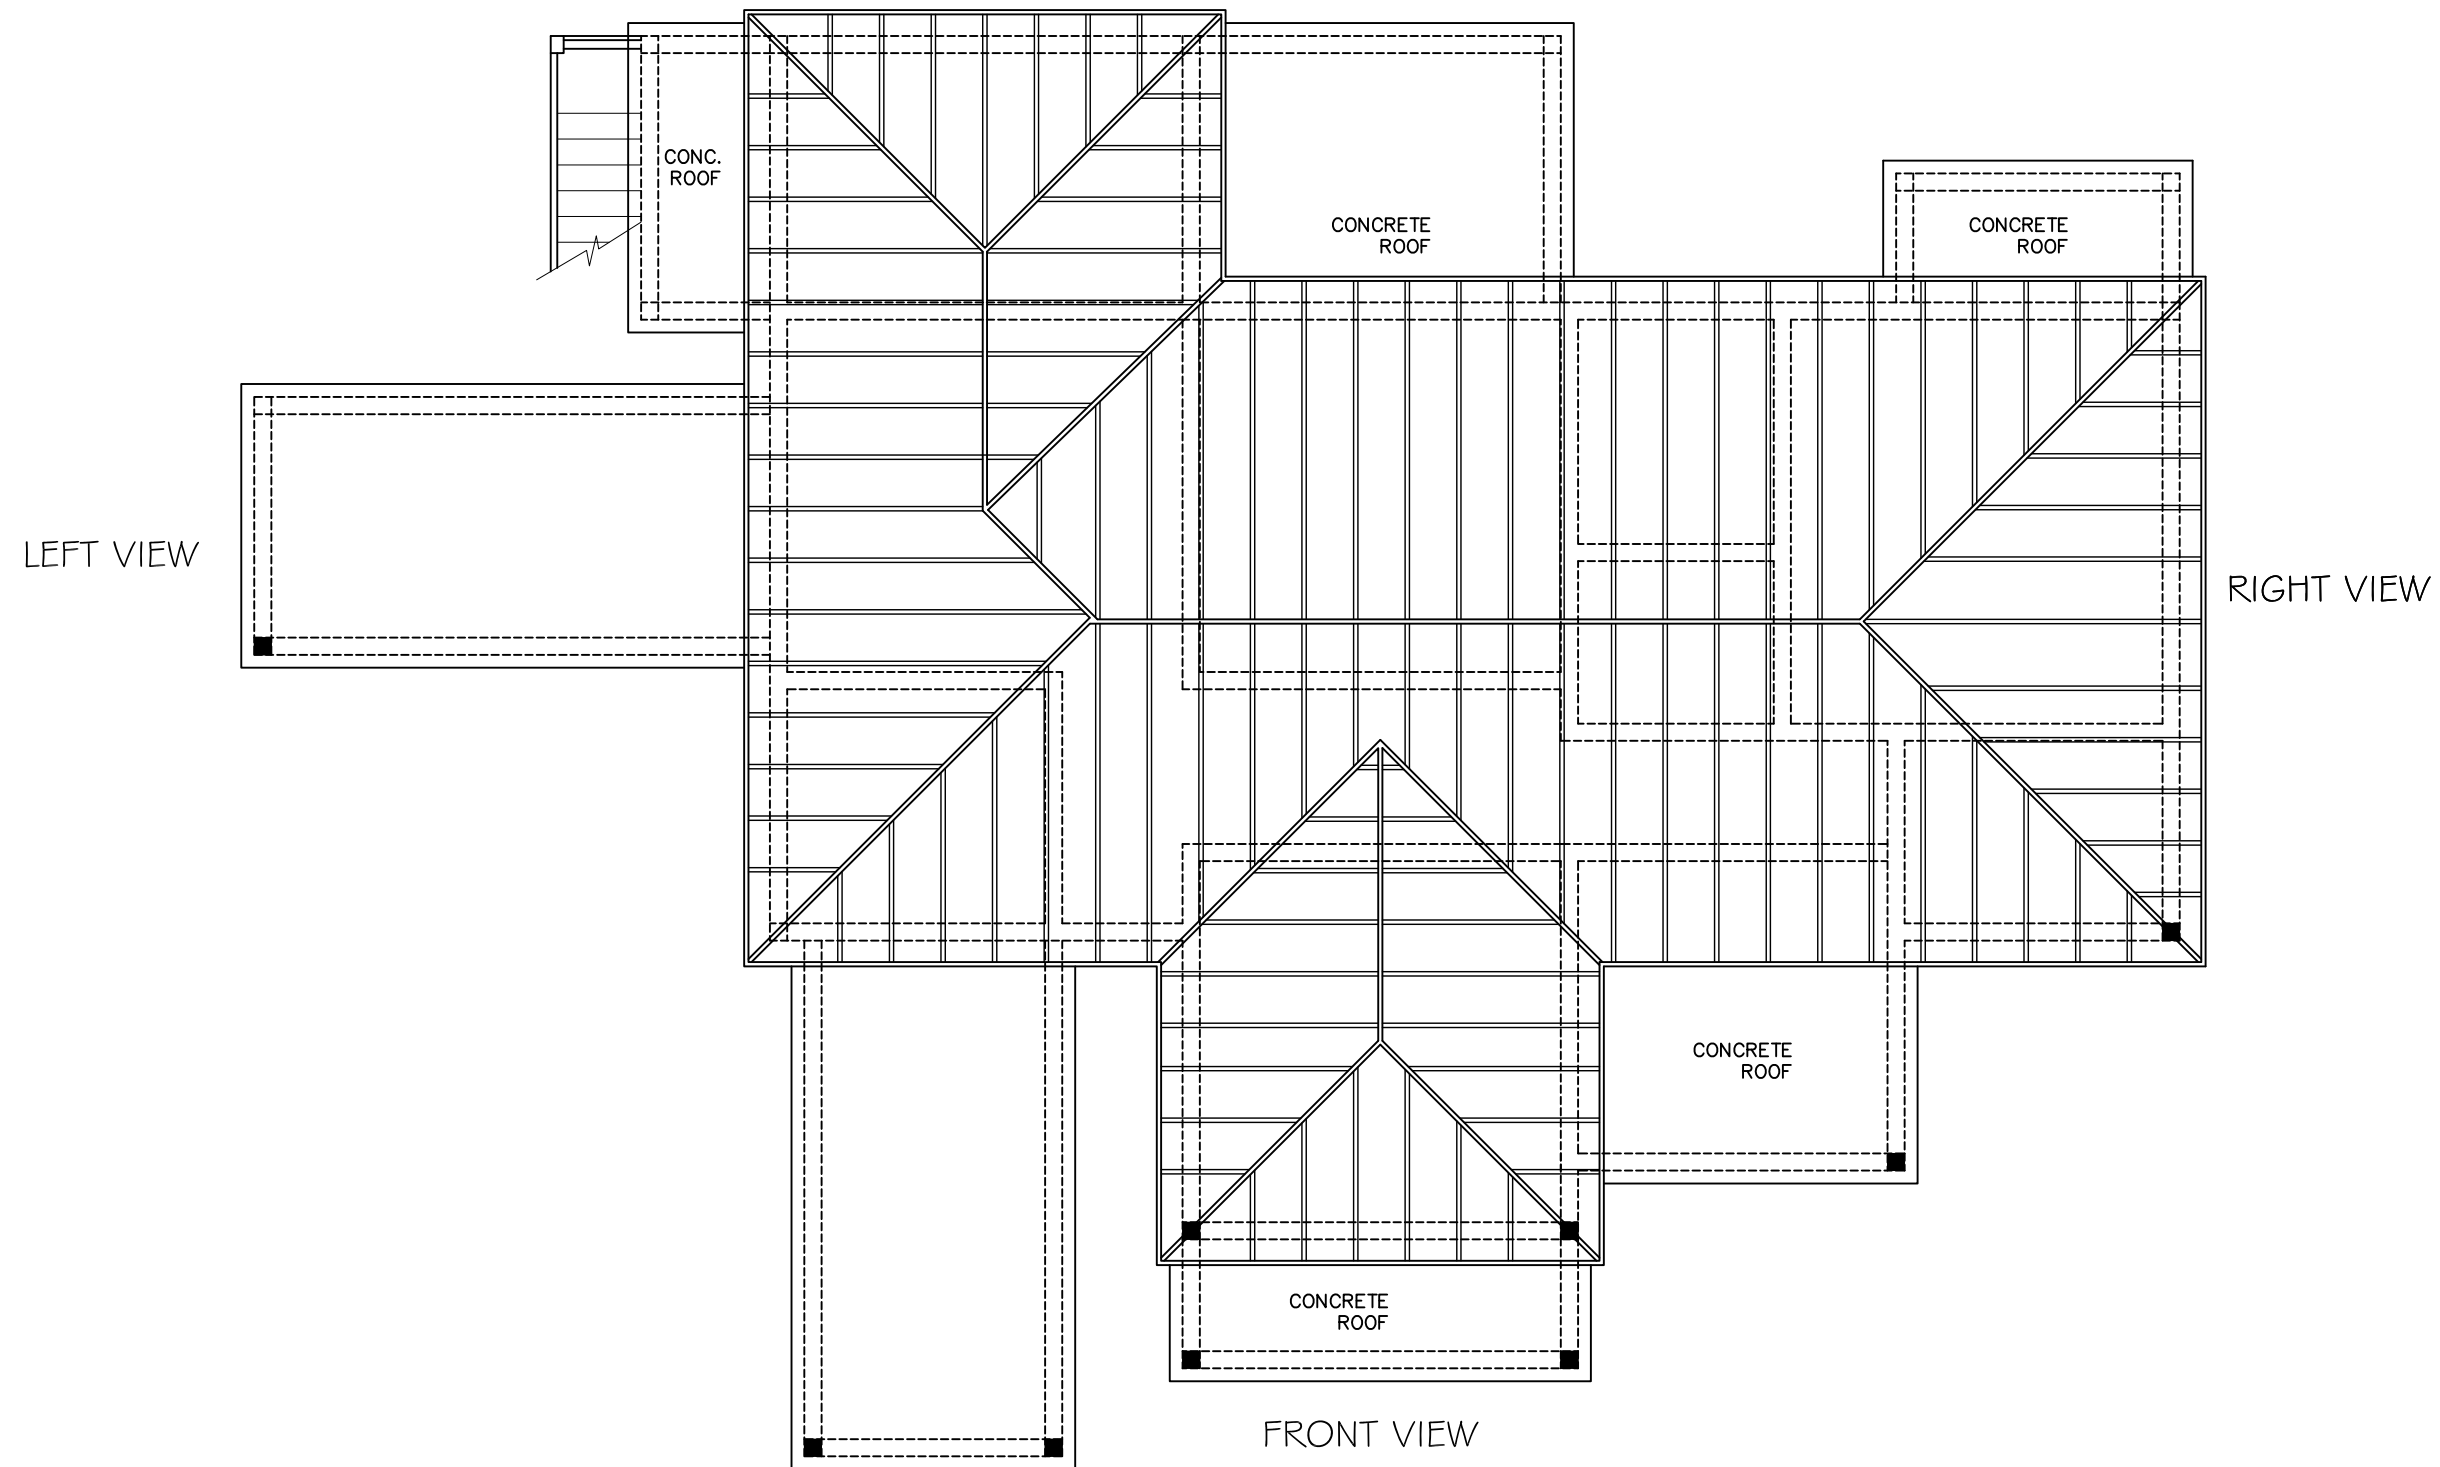 CONC.
ROOF
CONCRETE
ROOF
CONCRETE
ROOF
LEFT VIEW
RIGHT VIEW
CONCRETE
ROOF
CONCRETE
ROOF
FRONT VIEW